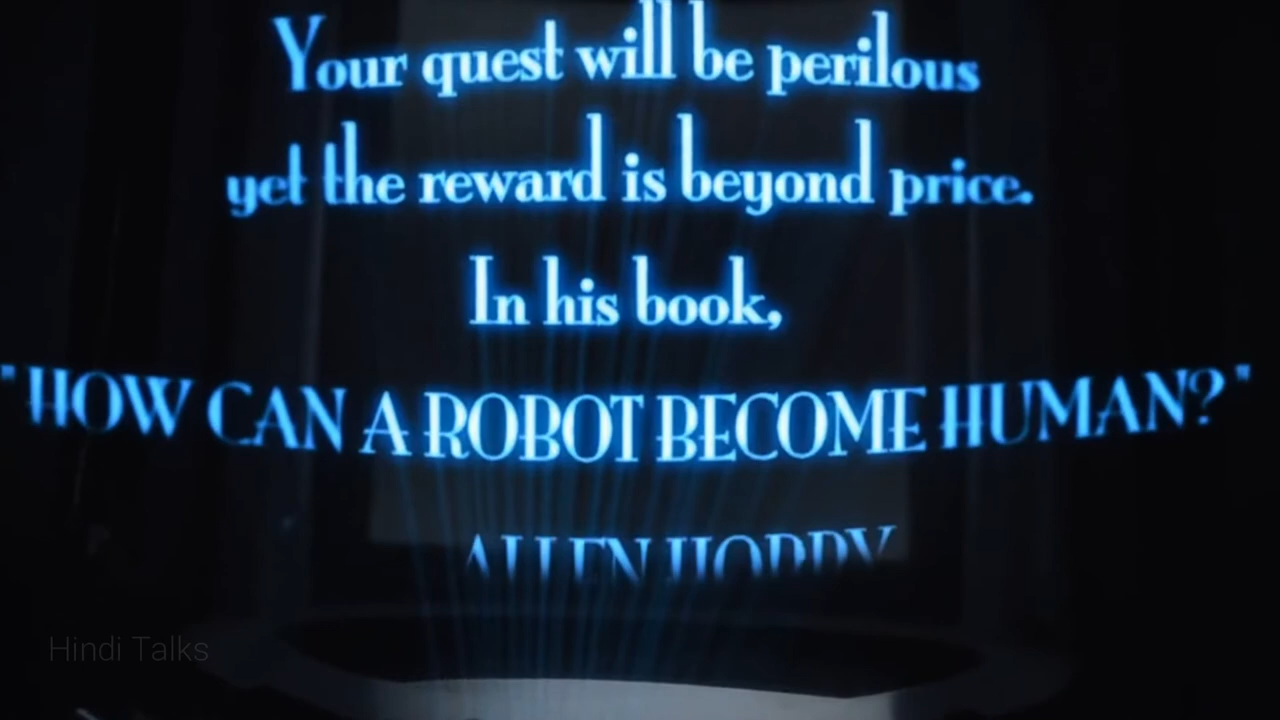 Your quest will be perilous
yet the reward is beyond price.
In his book,
"HOW CAN A ROBOT BECOME HUMAN?"
ALLEN
Hindi Talks